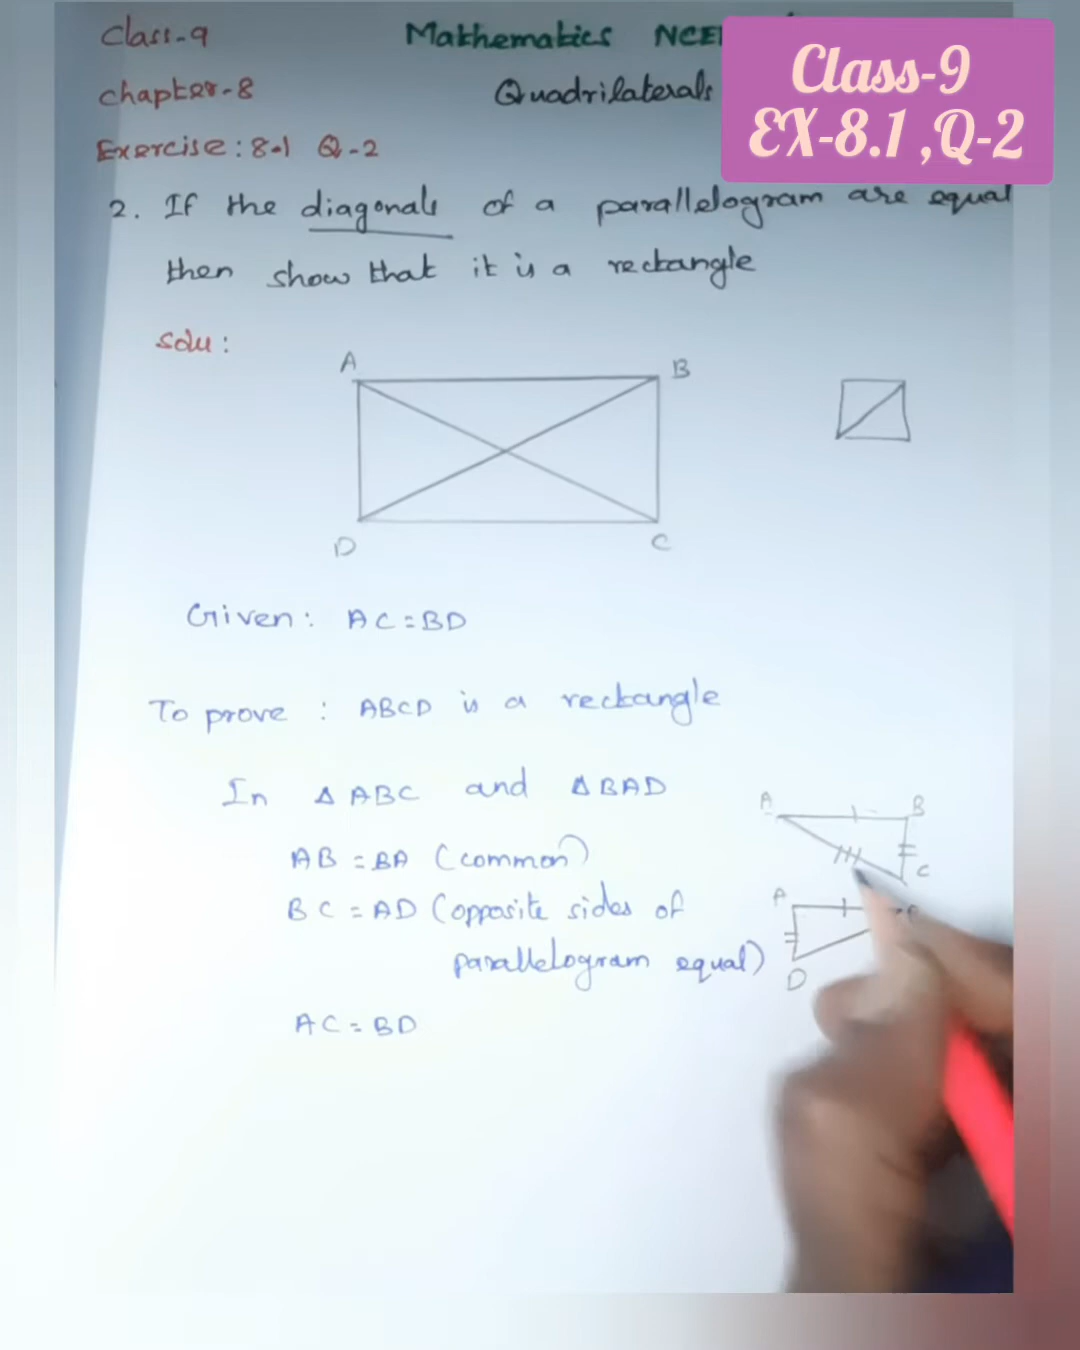 Class-9 Mathematics
Class-9
Chapter-8 Quadrilaterals
EX-8.1 ,Q-2
Exercise: 8.1 Q-2
2. If the diagonals of a parallelogram are equal
then show that it is a rectangle
Solu:
A B
D C
Given: AC=BD
To prove : ABCD is a rectangle
In Δ ABC and Δ BAD
A B
AB = BA (common)
C
BC = AD (opposite sides of
A
parallelogram equal)
D
AC = BD